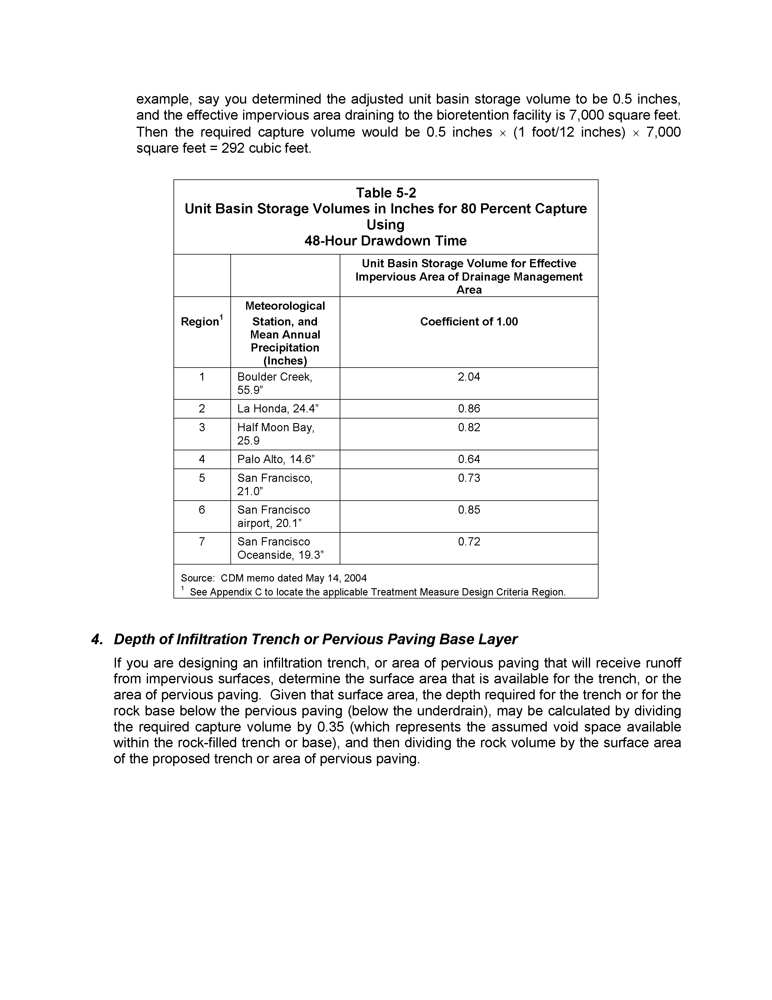 example, say you determined the adjusted unit basin storage volume to be 0.5 inches,
and the effective impervious area draining to the bioretention facility is 7,000 square feet.
Then the required capture volume would be 0.5 inches × (1 foot/12 inches) × 7,000
square feet = 292 cubic feet.
Table 5-2
Unit Basin Storage Volumes in Inches for 80 Percent Capture
Using
48-Hour Drawdown Time
Unit Basin Storage Volume for Effective
Impervious Area of Drainage Management
Area
Region¹
Meteorological
Station, and
Mean Annual
Precipitation
(Inches)
Coefficient of 1.00
1
Boulder Creek,
55.9”
2.04
2
La Honda, 24.4”
0.86
3
Half Moon Bay,
25.9
0.82
4
Palo Alto, 14.6”
0.64
5
San Francisco,
21.0”
0.73
6
San Francisco
airport, 20.1”
0.85
7
San Francisco
Oceanside, 19.3”
0.72
Source:  CDM memo dated May 14, 2004
¹  See Appendix C to locate the applicable Treatment Measure Design Criteria Region.
4.  Depth of Infiltration Trench or Pervious Paving Base Layer
If you are designing an infiltration trench, or area of pervious paving that will receive runoff
from impervious surfaces, determine the surface area that is available for the trench, or the
area of pervious paving.  Given that surface area, the depth required for the trench or for the
rock base below the pervious paving (below the underdrain), may be calculated by dividing
the required capture volume by 0.35 (which represents the assumed void space available
within the rock-filled trench or base), and then dividing the rock volume by the surface area
of the proposed trench or area of pervious paving.